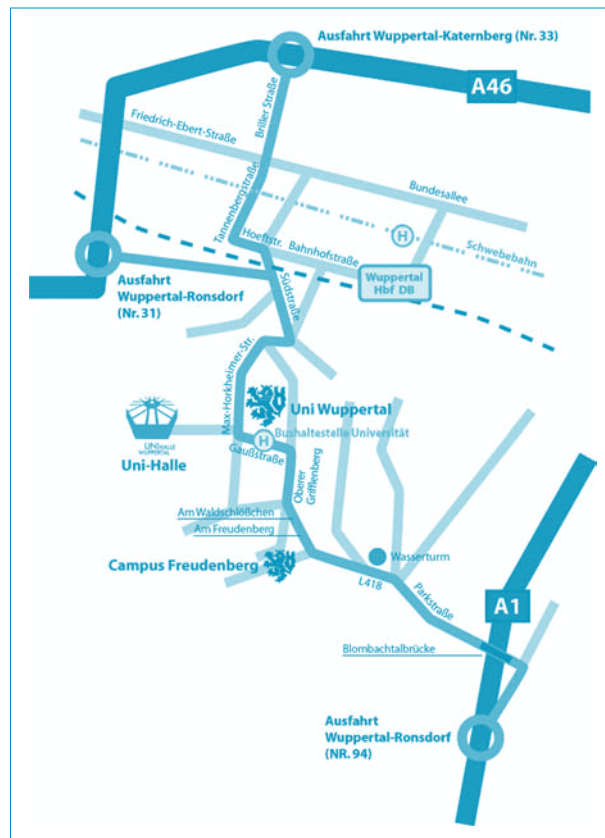 Ausfahrt Wuppertal-Katernberg (Nr. 33)
A46
Briller Straße
Friedrich-Ebert-Straße
Tannenbergstraße
Bundesallee
H
Schwebebahn
Hoeftstr.
Bahnhofstraße
Wuppertal
Hbf DB
Ausfahrt
Wuppertal-Ronsdorf
(Nr. 31)
Südstraße
Max-Horkheimer-Str.
Uni Wuppertal
UNIHALLE
WUPPERTAL
Uni-Halle
H
Bushaltestelle Universität
Gaußstraße
Oberer
Grifflenberg
Am Waldschlößchen
Am Freudenberg
Campus Freudenberg
Wasserturm
L418
Parkstraße
A1
Blombachtalbrücke
Ausfahrt
Wuppertal-Ronsdorf
(NR. 94)